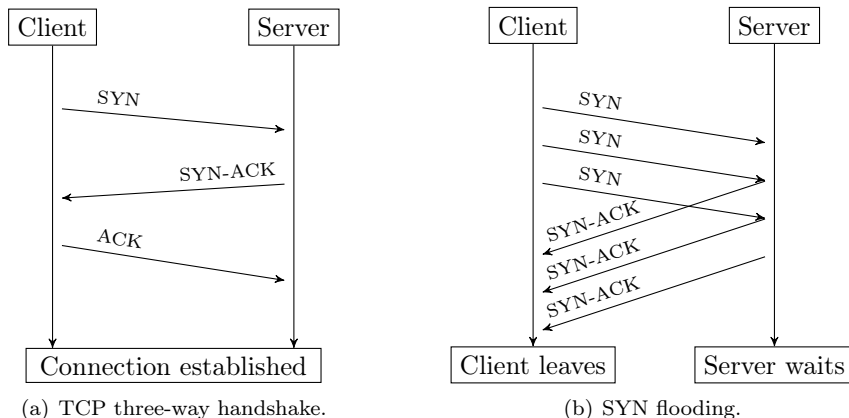 Client
Server
SYN
SYN-ACK
ACK
Connection established
(a) TCP three-way handshake.
Client
Server
SYN
SYN
SYN
SYN-ACK
SYN-ACK
SYN-ACK
Client leaves
Server waits
(b) SYN flooding.